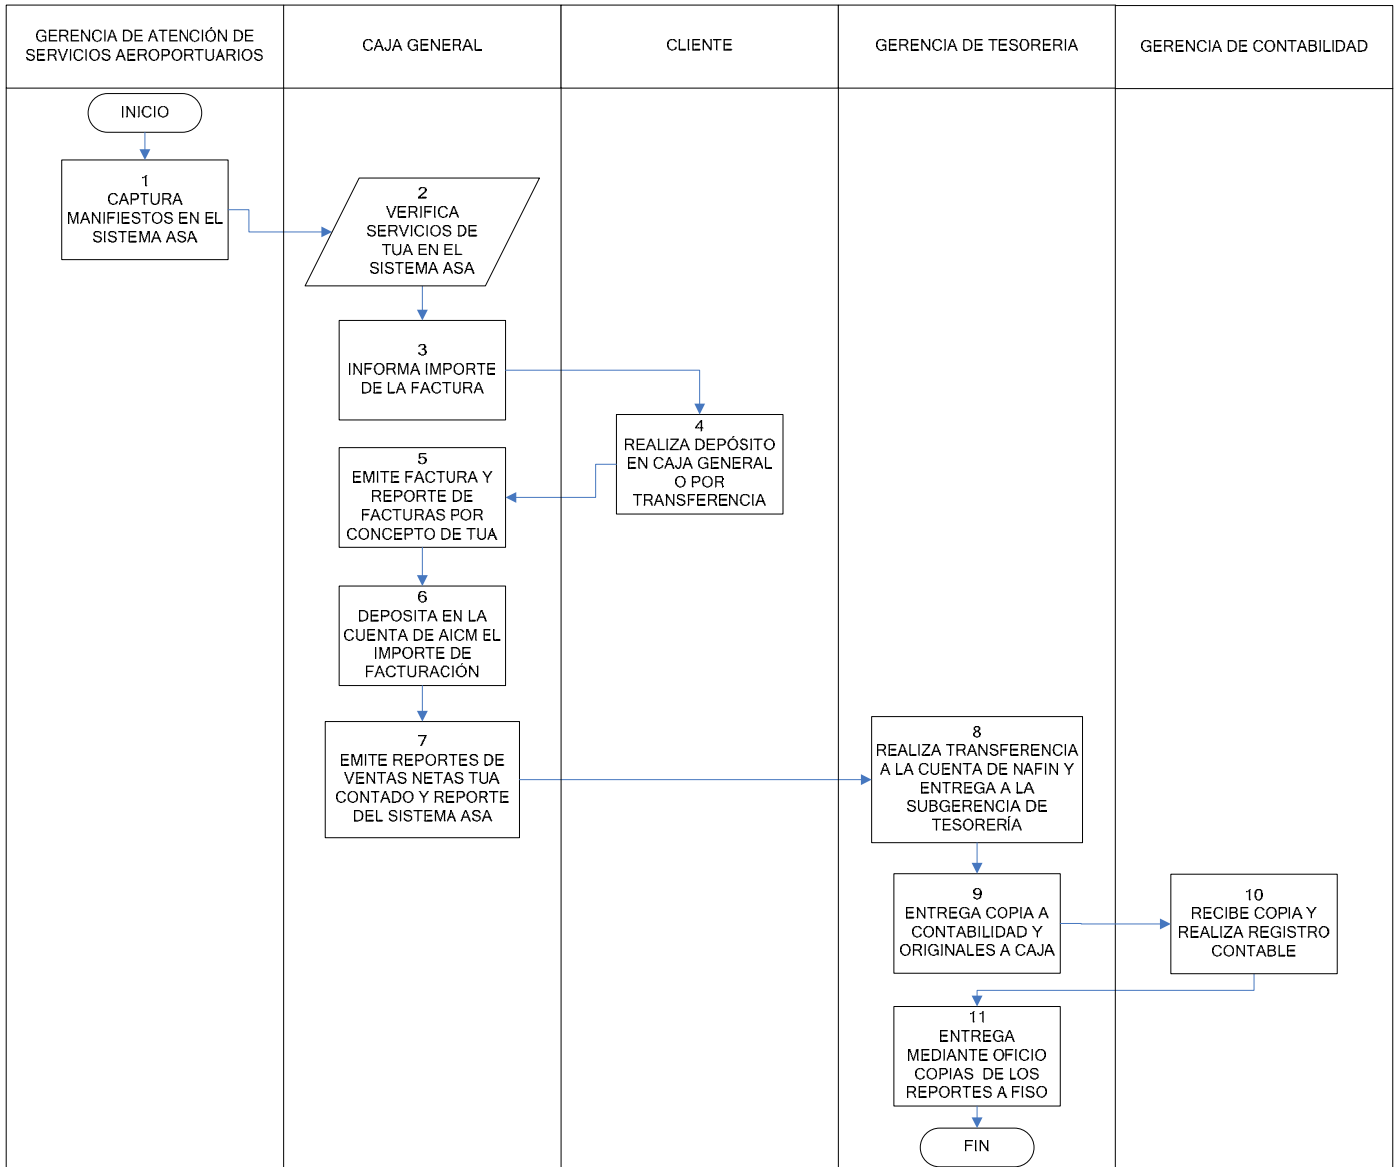 GERENCIA DE ATENCIÓN DE
SERVICIOS AEROPORTUARIOS
CAJA GENERAL
CLIENTE
GERENCIA DE TESORERIA
GERENCIA DE CONTABILIDAD
INICIO
1
CAPTURA
MANIFIESTOS EN EL
SISTEMA ASA
2
VERIFICA
SERVICIOS DE
TUA EN EL
SISTEMA ASA
3
INFORMA IMPORTE
DE LA FACTURA
4
REALIZA DEPÓSITO
EN CAJA GENERAL
O POR
TRANSFERENCIA
5
EMITE FACTURA Y
REPORTE DE
FACTURAS POR
CONCEPTO DE TUA
6
DEPOSITA EN LA
CUENTA DE AICM EL
IMPORTE DE
FACTURACIÓN
7
EMITE REPORTES DE
VENTAS NETAS TUA
CONTADO Y REPORTE
DEL SISTEMA ASA
8
REALIZA TRANSFERENCIA
A LA CUENTA DE NAFIN Y
ENTREGA A LA
SUBGERENCIA DE
TESORERÍA
9
ENTREGA COPIA A
CONTABILIDAD Y
ORIGINALES A CAJA
10
RECIBE COPIA Y
REALIZA REGISTRO
CONTABLE
11
ENTREGA
MEDIANTE OFICIO
COPIAS DE LOS
REPORTES A FISO
FIN